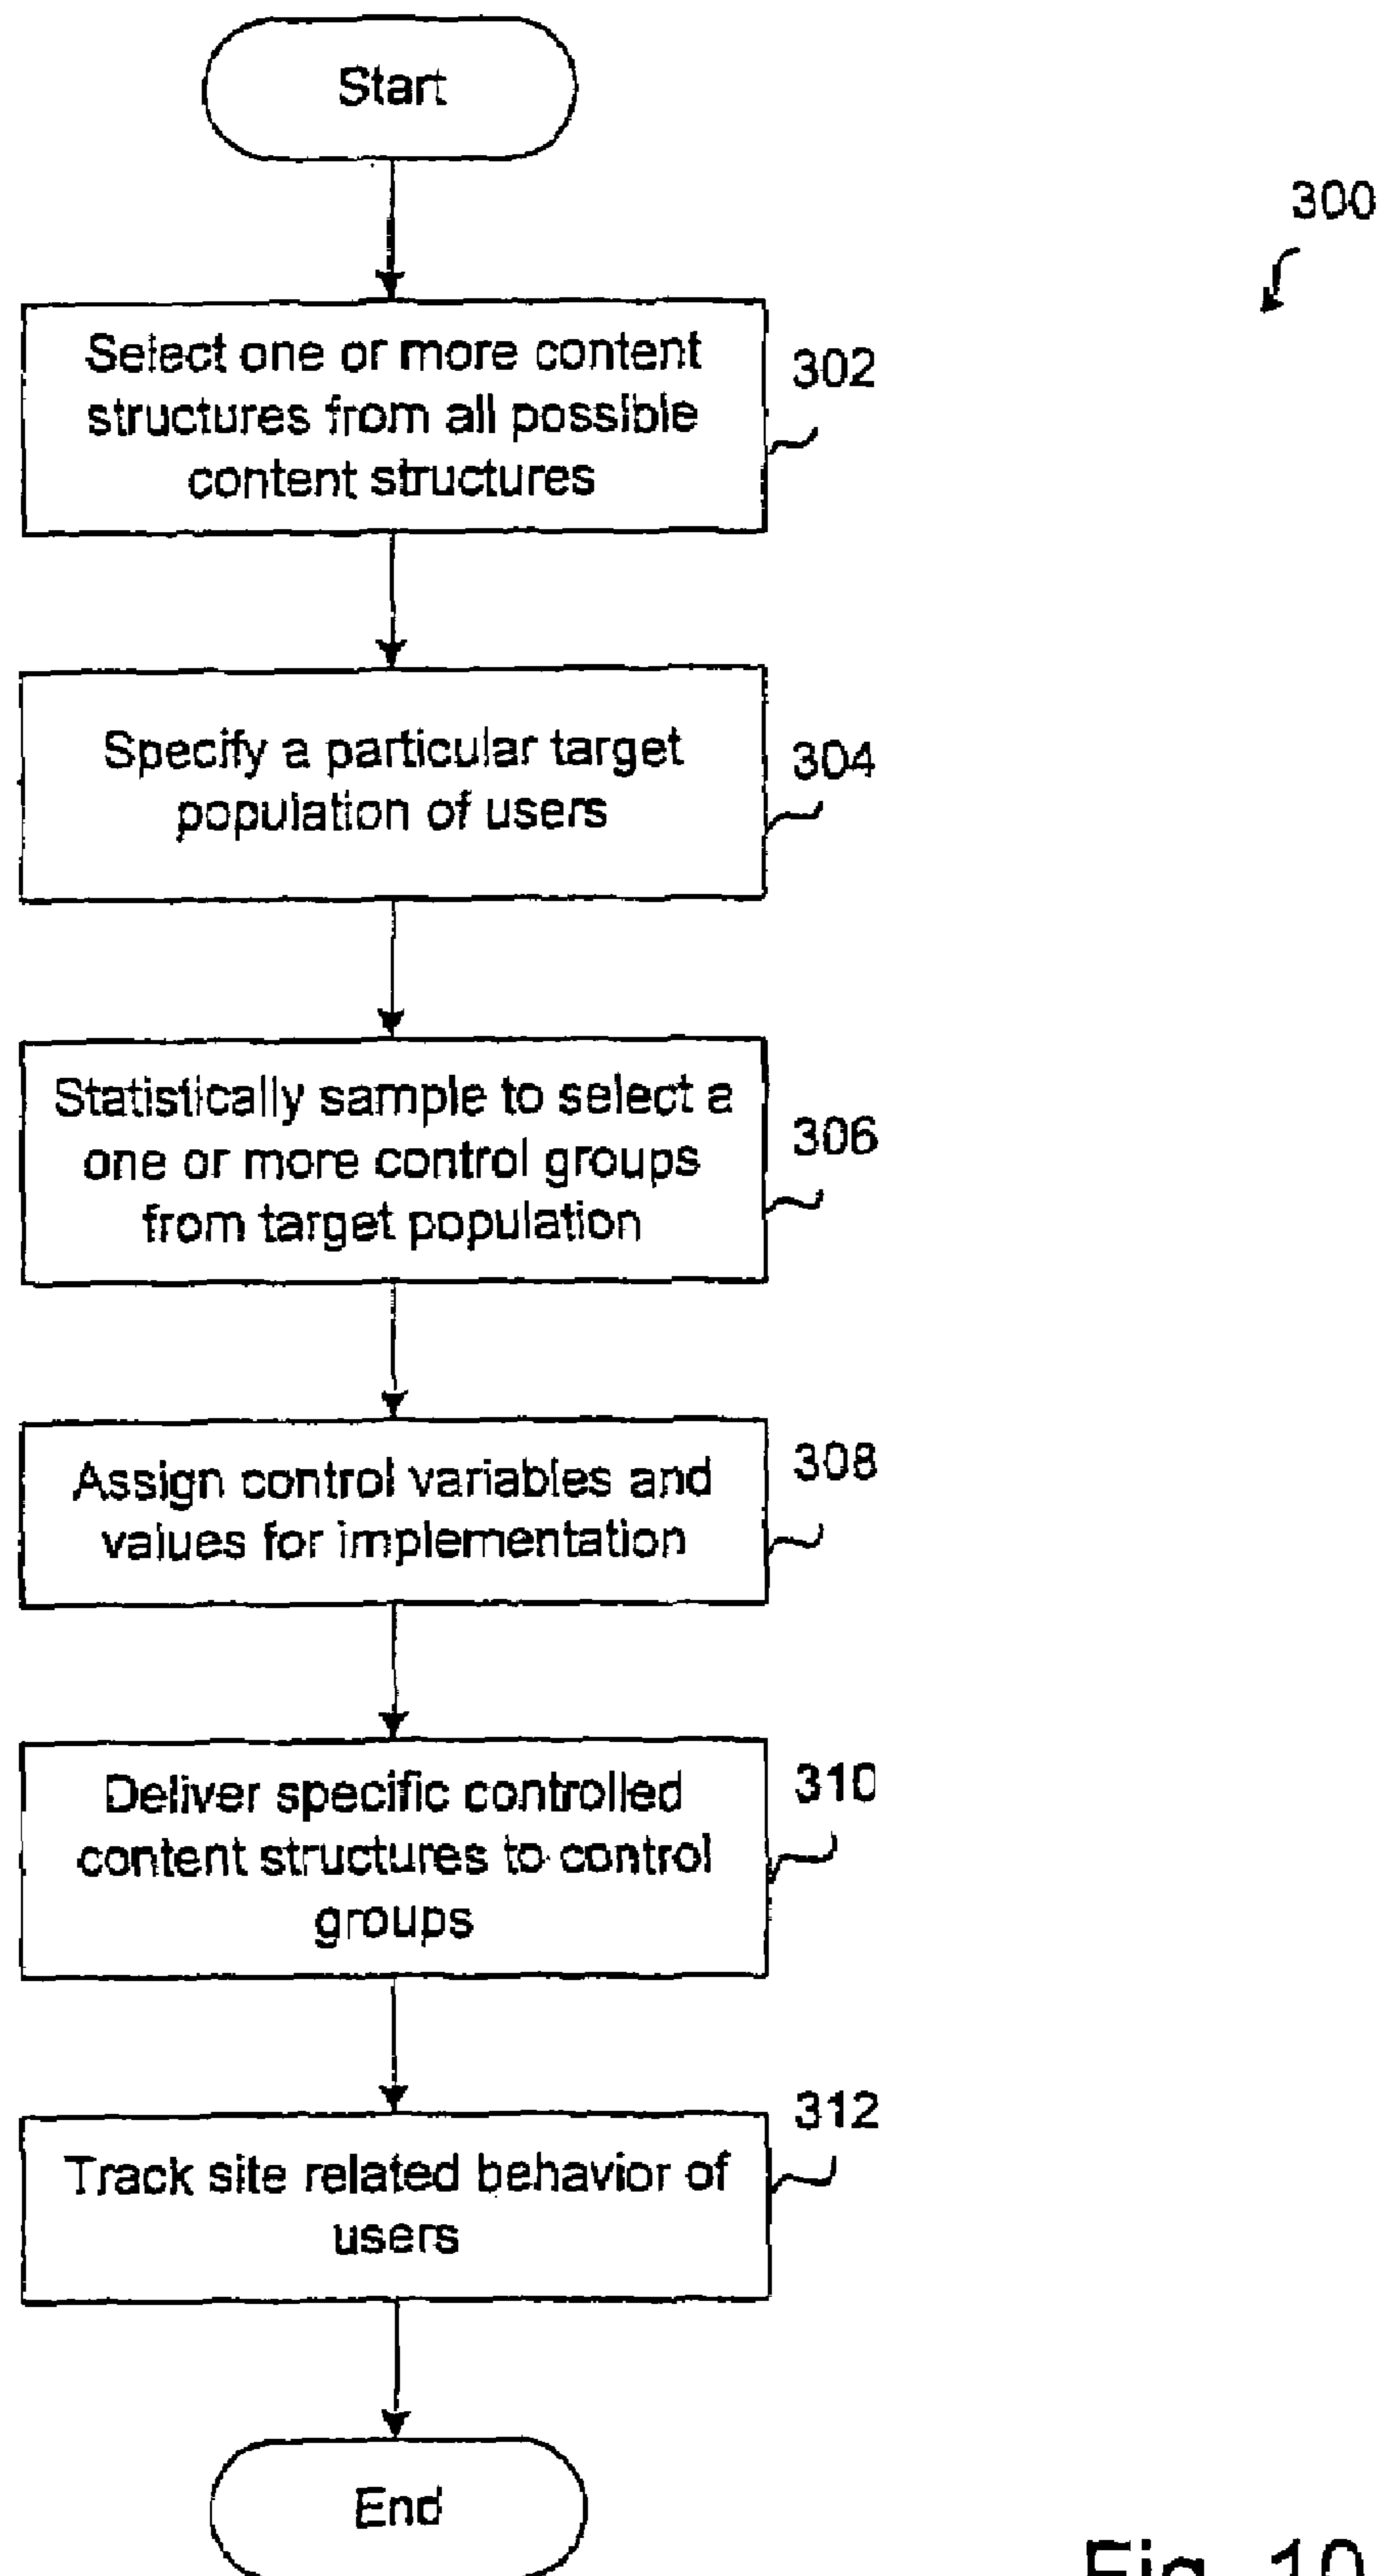 Start
300
Select one or more content
structures from all possible
content structures
302
Specify a particular target
population of users
304
Statistically sample to select a
one or more control groups
from target population
306
Assign control variables and
values for implementation
308
Deliver specific controlled
content structures to control
groups
310
Track site related behavior of
users
312
End
Fig. 10